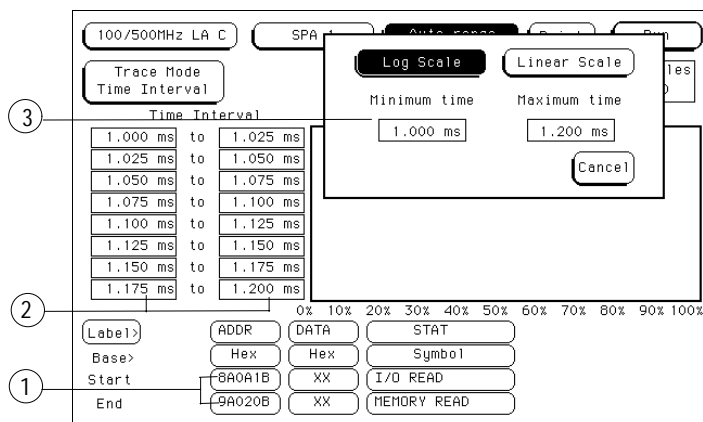 100/500MHz LA C SPA 1 Auto range Run
Trace Mode
Time Interval
Log Scale Linear Scale
Minimum time Maximum time
1.000 ms 1.200 ms
Cancel
les
Time Interval
3
1.000 ms to 1.025 ms
1.025 ms to 1.050 ms
1.050 ms to 1.075 ms
1.075 ms to 1.100 ms
1.100 ms to 1.125 ms
1.125 ms to 1.150 ms
1.150 ms to 1.175 ms
1.175 ms to 1.200 ms
2
0% 10% 20% 30% 40% 50% 60% 70% 80% 90% 100%
Label> ADDR DATA STAT
Base> Hex Hex Symbol
1
Start 8A0A1B XX I/O READ
End 9A020B XX MEMORY READ